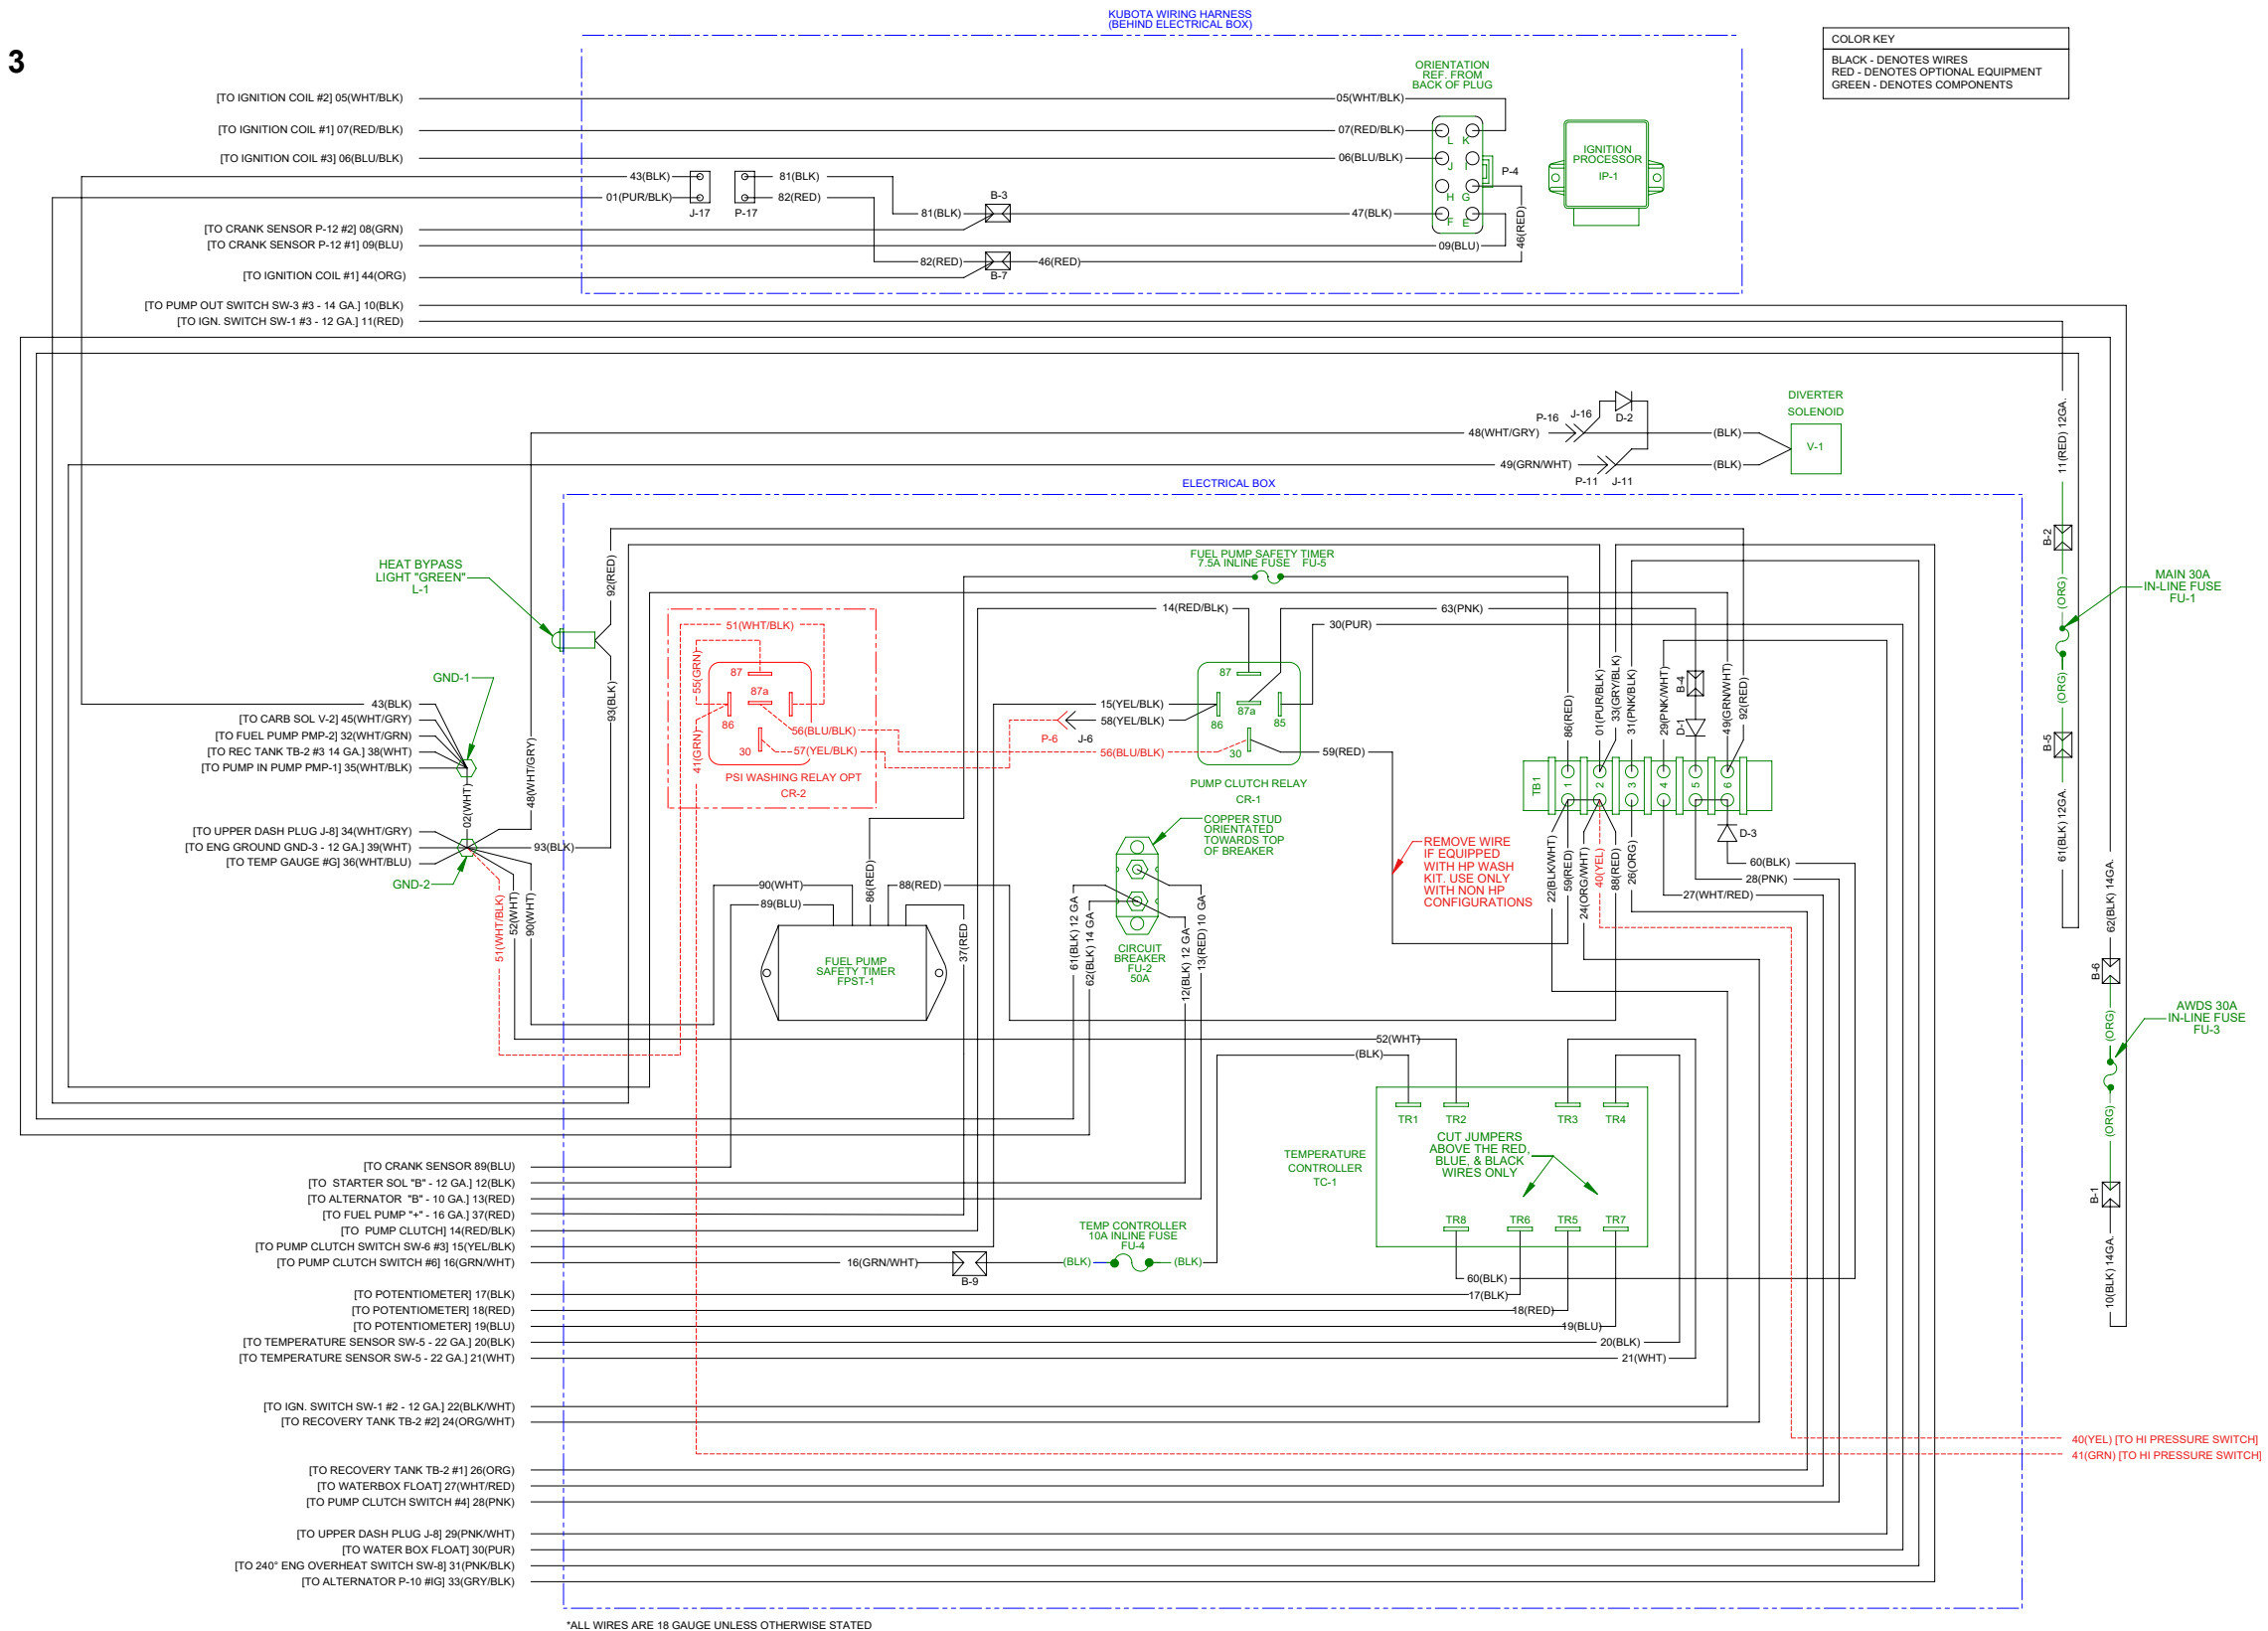 3
KUBOTA WIRING HARNESS
(BEHIND ELECTRICAL BOX)
COLOR KEY
BLACK - DENOTES WIRES
RED - DENOTES OPTIONAL EQUIPMENT
GREEN - DENOTES COMPONENTS
ORIENTATION
REF. FROM
BACK OF PLUG
[TO IGNITION COIL #2] 05(WHT/BLK)
05(WHT/BLK)
[TO IGNITION COIL #1] 07(RED/BLK)
07(RED/BLK)
L K
[TO IGNITION COIL #3] 06(BLU/BLK)
06(BLU/BLK)
J I
P-4
H G
F E
IGNITION
PROCESSOR
IP-1
43(BLK)
81(BLK)
01(PUR/BLK)
82(RED)
J-17
P-17
B-3
81(BLK)
47(BLK)
46(RED)
[TO CRANK SENSOR P-12 #2] 08(GRN)
[TO CRANK SENSOR P-12 #1] 09(BLU)
09(BLU)
82(RED)
46(RED)
B-7
[TO IGNITION COIL #1] 44(ORG)
[TO PUMP OUT SWITCH SW-3 #3 - 14 GA.] 10(BLK)
[TO IGN. SWITCH SW-1 #3 - 12 GA.] 11(RED)
DIVERTER
SOLENOID
V-1
P-16
J-16
D-2
48(WHT/GRY)
(BLK)
49(GRN/WHT)
(BLK)
P-11
J-11
11(RED) 12GA.
ELECTRICAL BOX
B-2
HEAT BYPASS
LIGHT "GREEN"
L-1
92(RED)
93(BLK)
FUEL PUMP SAFETY TIMER
7.5A INLINE FUSE FU-5
(ORG)
MAIN 30A
IN-LINE FUSE
FU-1
(ORG)
B-5
61(BLK) 12GA.
14(RED/BLK)
63(PNK)
30(PUR)
51(WHT/BLK)
55(GRN)
87
87a
86
30
41(GRN)
56(BLU/BLK)
57(YEL/BLK)
PSI WASHING RELAY OPT
CR-2
15(YEL/BLK)
58(YEL/BLK)
P-6
J-6
56(BLU/BLK)
87
87a
86
85
30
59(RED)
PUMP CLUTCH RELAY
CR-1
86(RED)
01(PUR/BLK)
33(GRY/BLK)
31(PNK/BLK)
29(PNK/WHT)
B-4
D-1
49(GRN/WHT)
92(RED)
TB1
1
2
3
4
5
6
GND-1
43(BLK)
[TO CARB SOL V-2] 45(WHT/GRY)
[TO FUEL PUMP PMP-2] 32(WHT/GRN)
[TO REC TANK TB-2 #3 14 GA.] 38(WHT)
[TO PUMP IN PUMP PMP-1] 35(WHT/BLK)
02(WHT)
48(WHT/GRY)
[TO UPPER DASH PLUG J-8] 34(WHT/GRY)
[TO ENG GROUND GND-3 - 12 GA.] 39(WHT)
[TO TEMP GAUGE #G] 36(WHT/BLU)
GND-2
93(BLK)
51(WHT/BLK)
52(WHT)
90(WHT)
COPPER STUD
ORIENTATED
TOWARDS TOP
OF BREAKER
REMOVE WIRE
IF EQUIPPED
WITH HP WASH
KIT. USE ONLY
WITH NON HP
CONFIGURATIONS
D-3
22(BLK/WHT)
59(RED)
24(ORG/WHT)
40(YEL)
88(RED)
26(ORG)
60(BLK)
28(PNK)
27(WHT/RED)
62(BLK) 14GA.
90(WHT)
86(RED)
88(RED)
89(BLU)
37(RED
FUEL PUMP
SAFETY TIMER
FPST-1
61(BLK) 12 GA
62(BLK) 14 GA
CIRCUIT
BREAKER
FU-2
50A
12(BLK) 12 GA
13(RED) 10 GA
B-6
(ORG)
AWDS 30A
IN-LINE FUSE
FU-3
(ORG)
B-1
10(BLK) 14GA.
52(WHT)
(BLK)
TR1
TR2
TR3
TR4
CUT JUMPERS
ABOVE THE RED,
BLUE, & BLACK
WIRES ONLY
TEMPERATURE
CONTROLLER
TC-1
TR8
TR6
TR5
TR7
[TO CRANK SENSOR 89(BLU)
[TO STARTER SOL "B" - 12 GA.] 12(BLK)
[TO ALTERNATOR "B" - 10 GA.] 13(RED)
[TO FUEL PUMP "+" - 16 GA.] 37(RED)
[TO PUMP CLUTCH] 14(RED/BLK)
[TO PUMP CLUTCH SWITCH SW-6 #3] 15(YEL/BLK)
[TO PUMP CLUTCH SWITCH #6] 16(GRN/WHT)
16(GRN/WHT)
B-9
TEMP CONTROLLER
10A INLINE FUSE
FU-4
(BLK)
(BLK)
60(BLK)
[TO POTENTIOMETER] 17(BLK)
17(BLK)
[TO POTENTIOMETER] 18(RED)
18(RED)
[TO POTENTIOMETER] 19(BLU)
19(BLU)
[TO TEMPERATURE SENSOR SW-5 - 22 GA.] 20(BLK)
20(BLK)
[TO TEMPERATURE SENSOR SW-5 - 22 GA.] 21(WHT)
21(WHT)
[TO IGN. SWITCH SW-1 #2 - 12 GA.] 22(BLK/WHT)
[TO RECOVERY TANK TB-2 #2] 24(ORG/WHT)
40(YEL) [TO HI PRESSURE SWITCH]
41(GRN) [TO HI PRESSURE SWITCH]
[TO RECOVERY TANK TB-2 #1] 26(ORG)
[TO WATERBOX FLOAT] 27(WHT/RED)
[TO PUMP CLUTCH SWITCH #4] 28(PNK)
[TO UPPER DASH PLUG J-8] 29(PNK/WHT)
[TO WATER BOX FLOAT] 30(PUR)
[TO 240° ENG OVERHEAT SWITCH SW-8] 31(PNK/BLK)
[TO ALTERNATOR P-10 #IG] 33(GRY/BLK)
*ALL WIRES ARE 18 GAUGE UNLESS OTHERWISE STATED